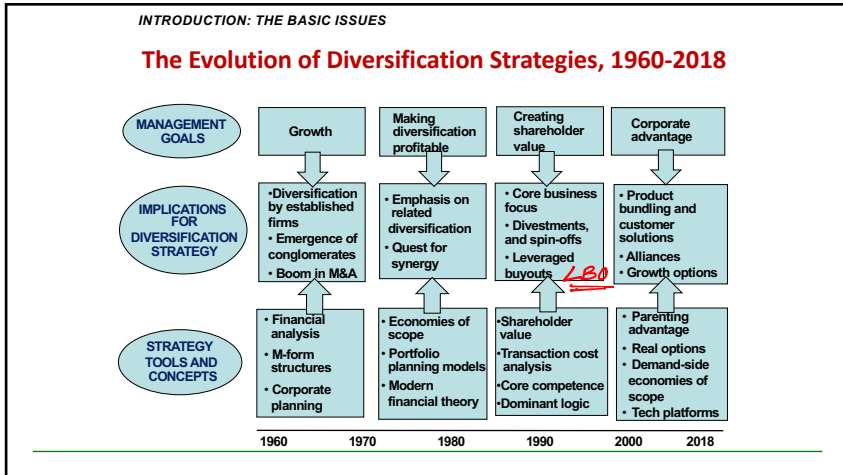 INTRODUCTION: THE BASIC ISSUES
The Evolution of Diversification Strategies, 1960-2018
MANAGEMENT
GOALS
Growth
Making
diversification
profitable
Creating
shareholder
value
Corporate
advantage
IMPLICATIONS
FOR
DIVERSIFICATION
STRATEGY
•Diversification
by established
firms
• Emergence of
conglomerates
• Boom in M&A
• Emphasis on
related
diversification
• Quest for
synergy
• Core business
focus
• Divestments,
and spin-offs
• Leveraged
buyouts LBO
• Product
bundling and
customer
solutions
• Alliances
• Growth options
STRATEGY
TOOLS AND
CONCEPTS
• Financial
analysis
• M-form
structures
• Corporate
planning
• Economies of
scope
• Portfolio
planning models
• Modern
financial theory
•Shareholder
value
•Transaction cost
analysis
•Core competence
•Dominant logic
• Parenting
advantage
• Real options
• Demand-side
economies of
scope
• Tech platforms
1960 1970 1980 1990 2000 2018